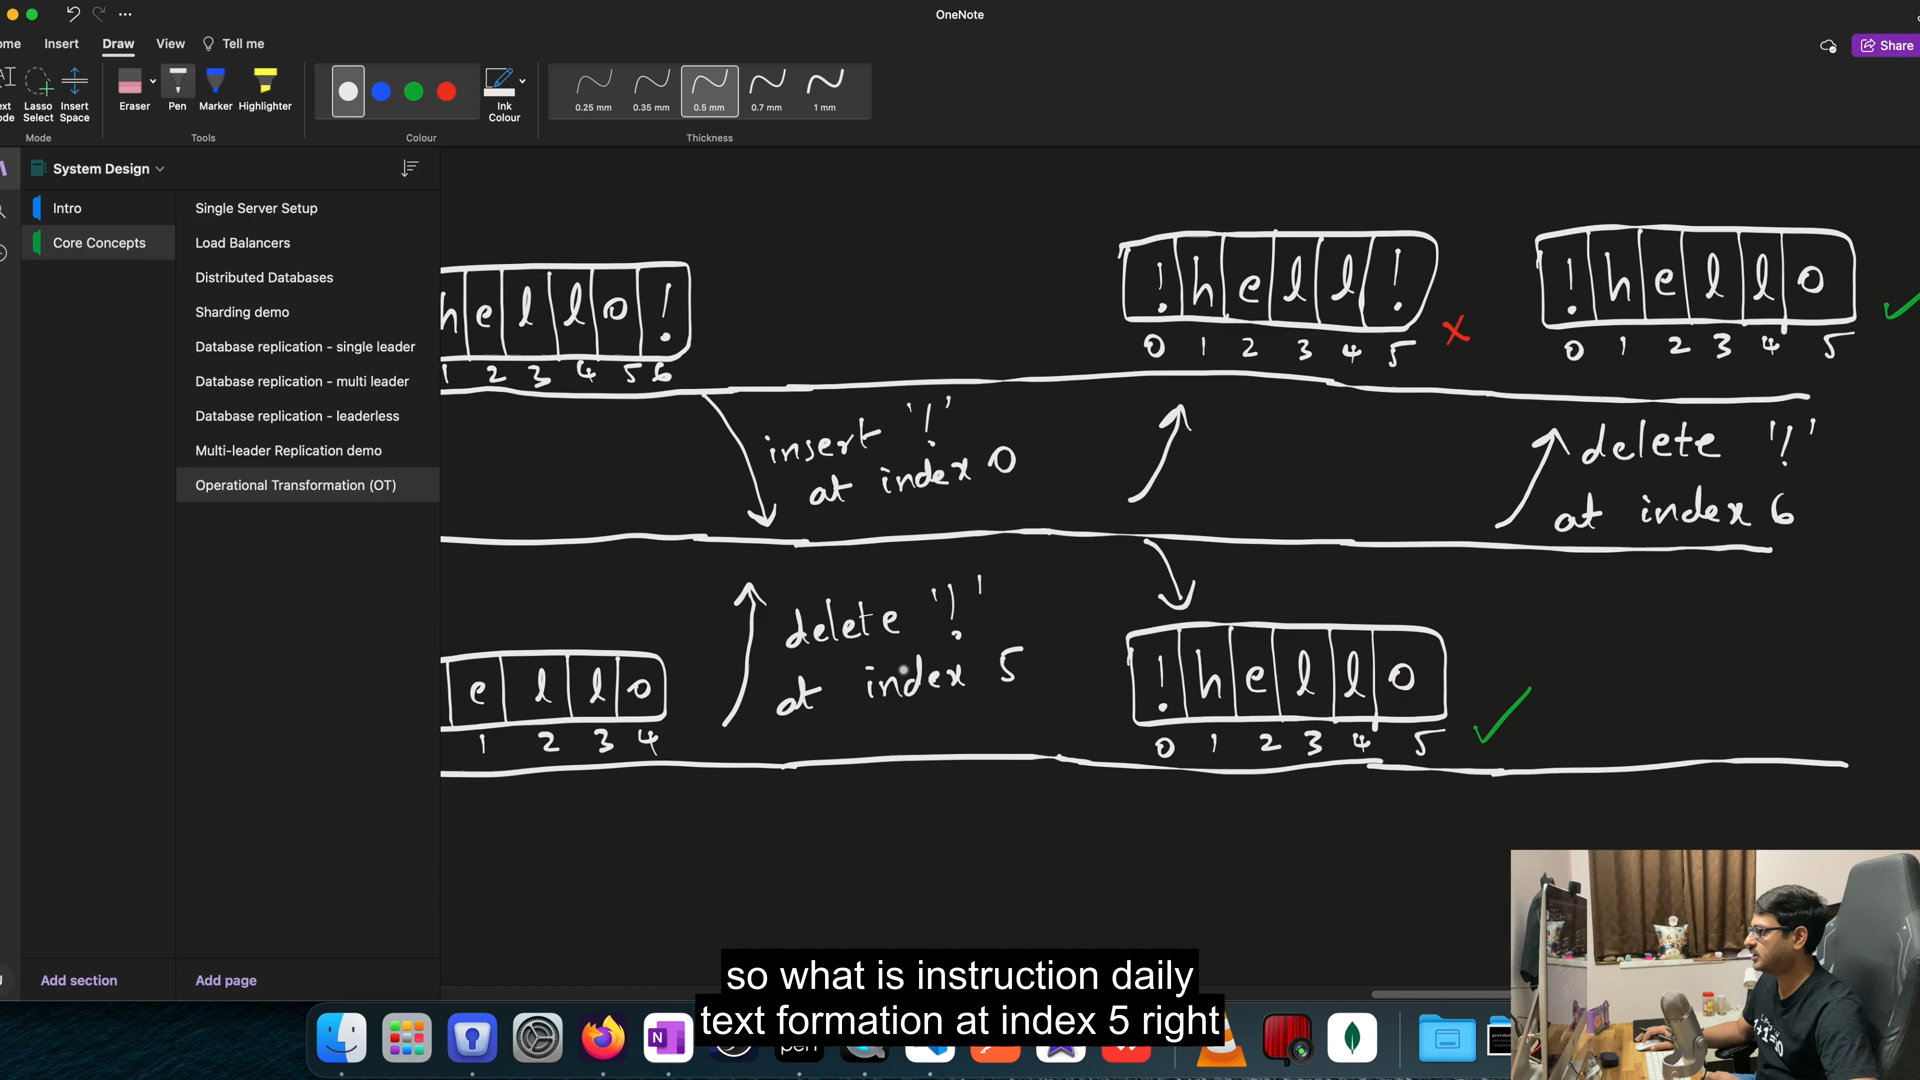 OneNote
ome
Insert
Draw
View
Tell me
Share
Lasso
Select
Insert
Space
Mode
Eraser
Pen
Marker
Highlighter
Tools
Colour
Ink
Colour
0.25 mm
0.35 mm
0.5 mm
0.7 mm
1 mm
Thickness
System Design
Intro
Core Concepts
Single Server Setup
Load Balancers
Distributed Databases
Sharding demo
Database replication - single leader
Database replication - multi leader
Database replication - leaderless
Multi-leader Replication demo
Operational Transformation (OT)
Add section
Add page
h e l l o !
1 2 3 4 5 6
! h e l l !
0 1 2 3 4 5
! h e l l o
0 1 2 3 4 5
insert '!'
at index 0
delete '!'
at index 6
delete '!'
at index 5
e l l o
1 2 3 4
! h e l l o
0 1 2 3 4 5
so what is instruction daily
text formation at index 5 right